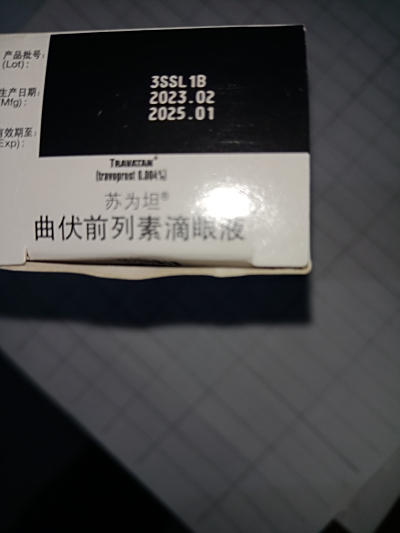 产品批号:
(Lot):
3SSL1B
生产日期:
(Mfg):
2023.02
有效期至:
(Exp):
2025.01
TRAVATAN®
(travoprost 0.004%)
苏为坦®
曲伏前列素滴眼液